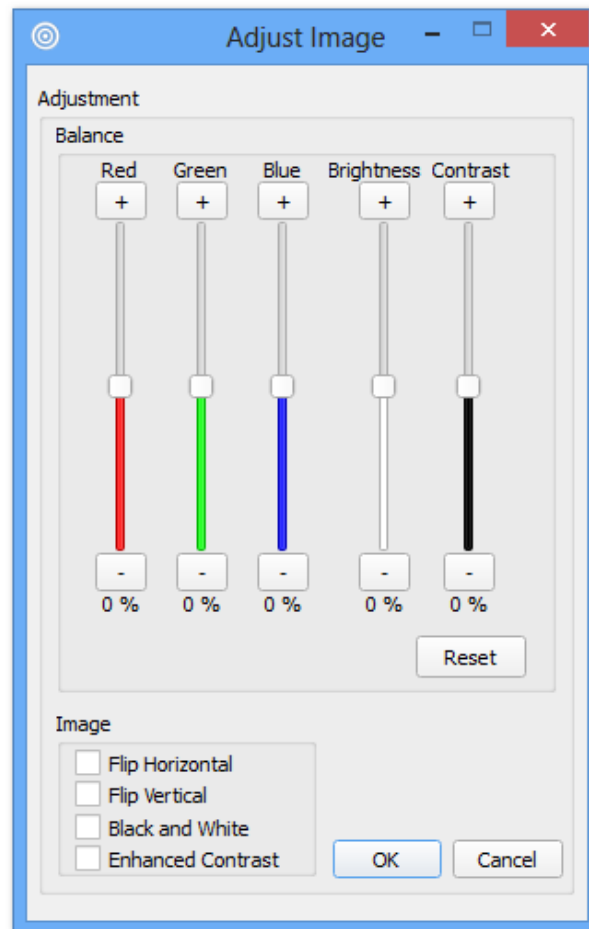 Adjust Image
Adjustment
Balance
Red Green Blue Brightness Contrast
+ + + + +
- - - - -
0 % 0 % 0 % 0 % 0 %
Reset
Image
Flip Horizontal
Flip Vertical
Black and White
Enhanced Contrast
OK Cancel